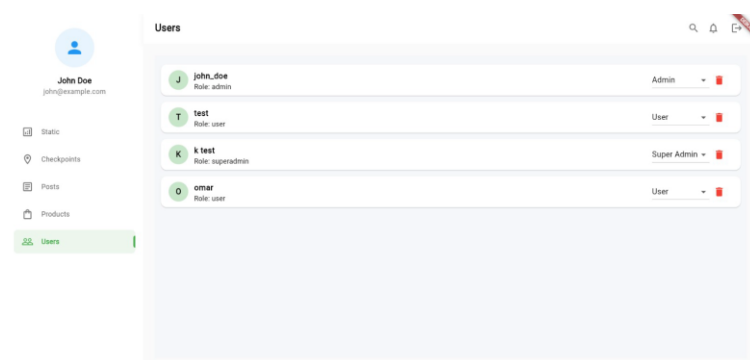 John Doe
john@example.com
Static
Checkpoints
Posts
Products
Users
Users
J
john_doe
Role: admin
Admin
T
test
Role: user
User
K
k test
Role: superadmin
Super Admin
O
omar
Role: user
User